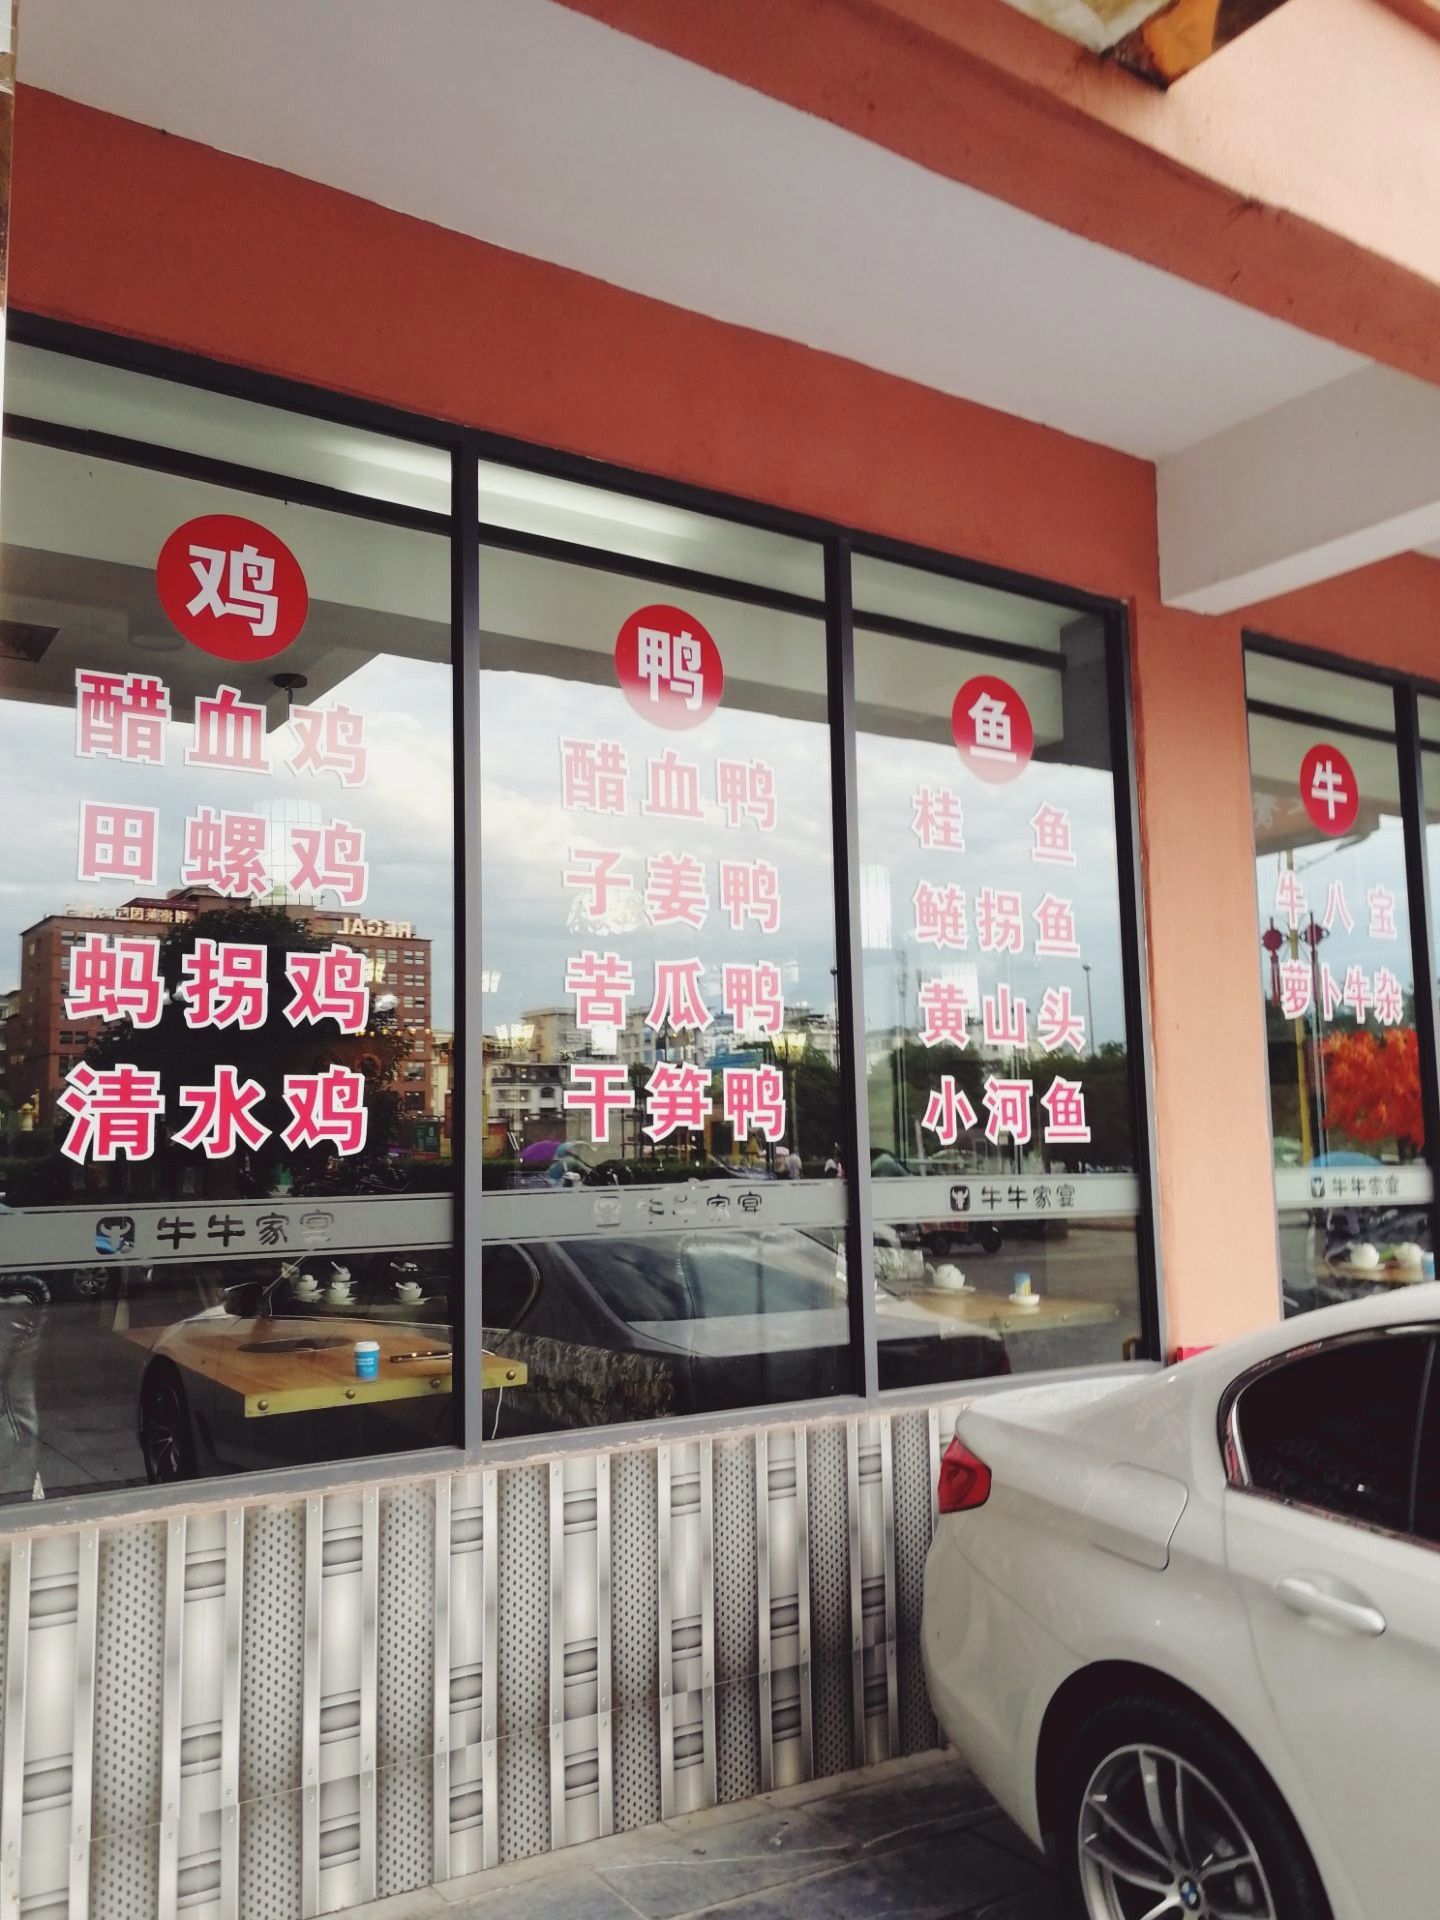 鸡
醋血鸡
田螺鸡
蚂拐鸡
清水鸡
牛牛家宴
鸭
醋血鸭
子姜鸭
苦瓜鸭
干笋鸭
牛牛家宴
鱼
桂鱼
鲢拐鱼
黄山头
小河鱼
牛牛家宴
牛
牛八宝
萝卜牛杂
牛牛家宴
REGAL